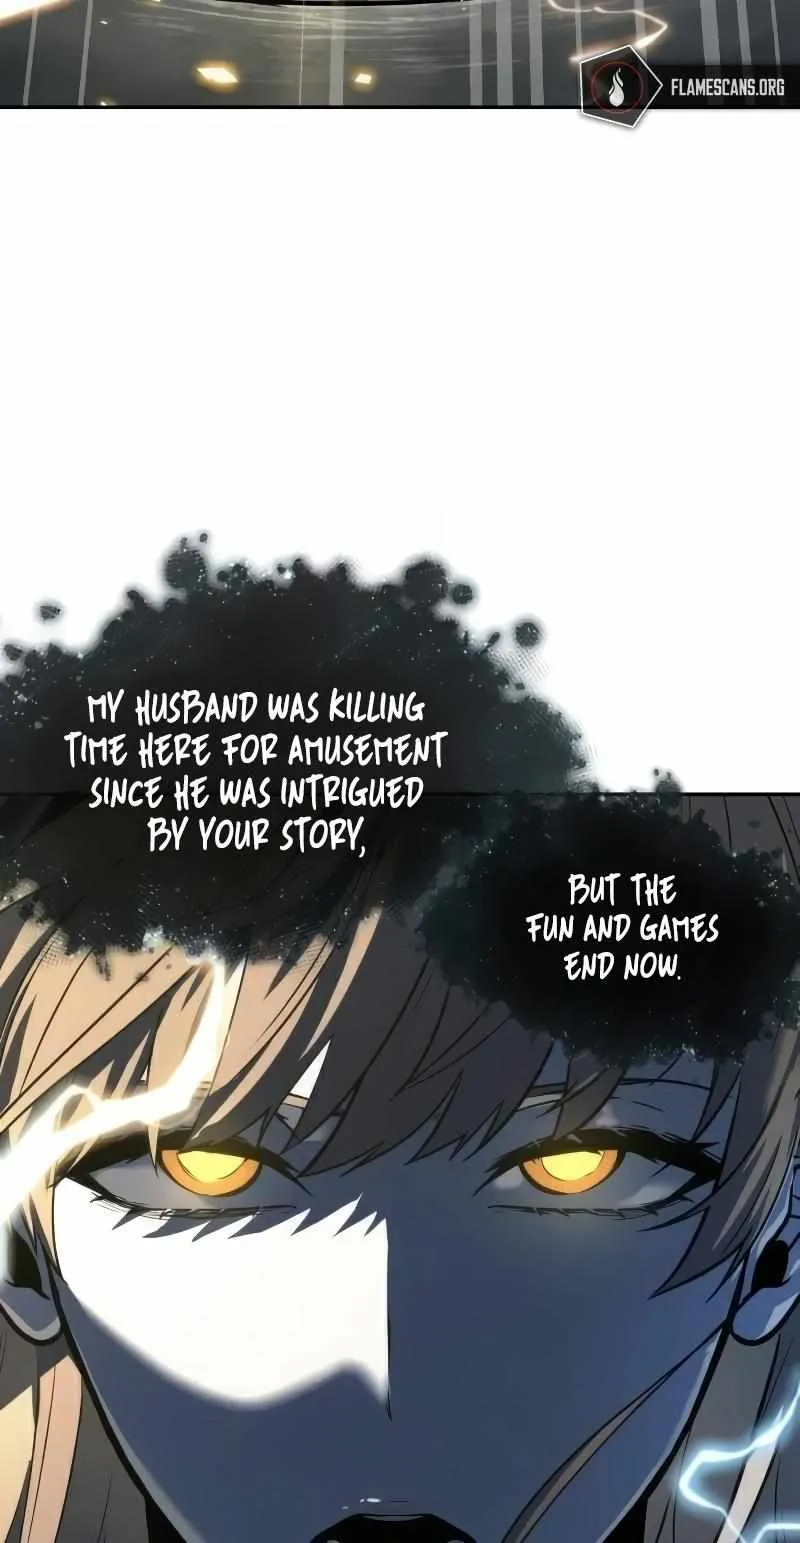 FLAMESCANS.ORG
MY HUSBAND WAS KILLING
TIME HERE FOR AMUSEMENT
SINCE HE WAS INTRIGUED
BY YOUR STORY,
BUT THE
FUN AND GAMES
END NOW.